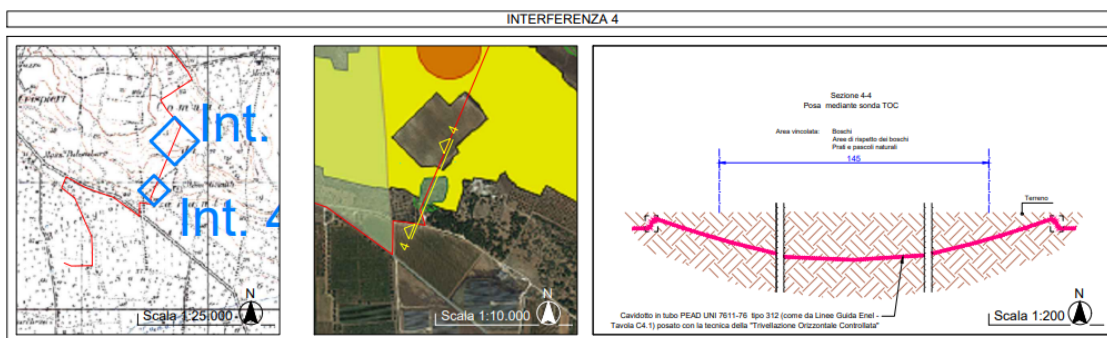 INTERFERENZA 4
Int.
Int. 4
Scala 1:25.000
N
4
4
Scala 1:10.000
N
Sezione 4-4
Posa mediante sonda TOC
Area vincolata: Boschi
Area di rispetto dei boschi
Prati e pascoli naturali
145
Terreno
Cavidotto in tubo PEAD UNI 7611-76 tipo 312 (come da Linee Guida Enel -
Tavola C4.1) posato con la tecnica della "Trivellazione Orizzontale Controllata"
Scala 1:200
N